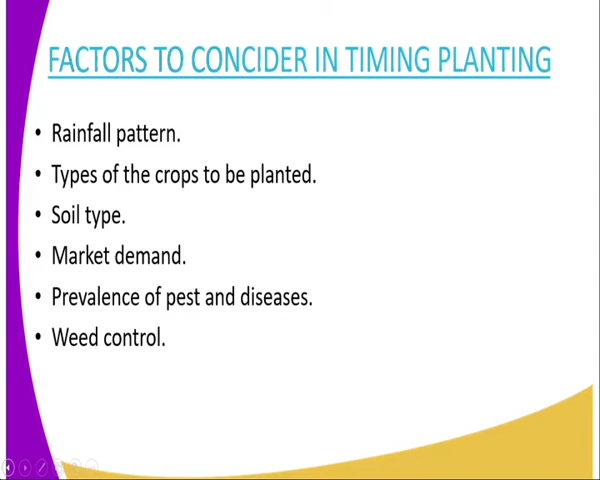 FACTORS TO CONCIDER IN TIMING PLANTING
• Rainfall pattern.
• Types of the crops to be planted.
• Soil type.
• Market demand.
• Prevalence of pest and diseases.
• Weed control.